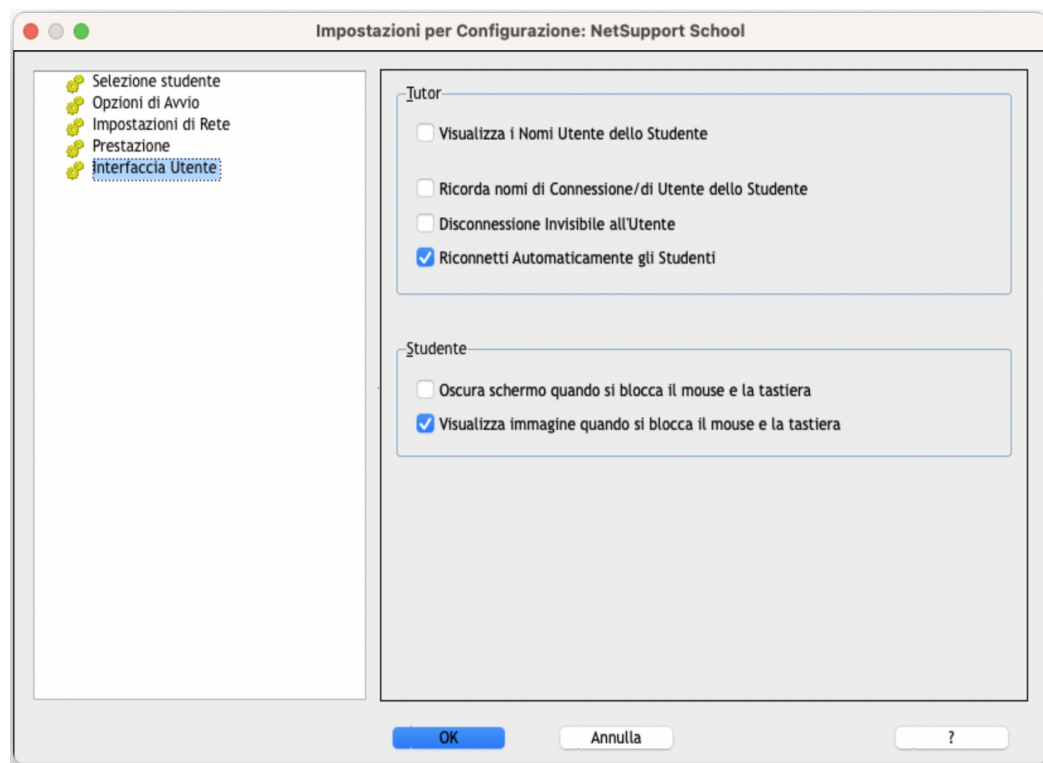 Impostazioni per Configurazione: NetSupport School
Selezione studente
Opzioni di Avvio
Impostazioni di Rete
Prestazione
Interfaccia Utente
Tutor
Visualizza i Nomi Utente dello Studente
Ricorda nomi di Connessione/di Utente dello Studente
Disconnessione Invisibile all'Utente
Riconnetti Automaticamente gli Studenti
Studente
Oscura schermo quando si blocca il mouse e la tastiera
Visualizza immagine quando si blocca il mouse e la tastiera
OK
Annulla
?